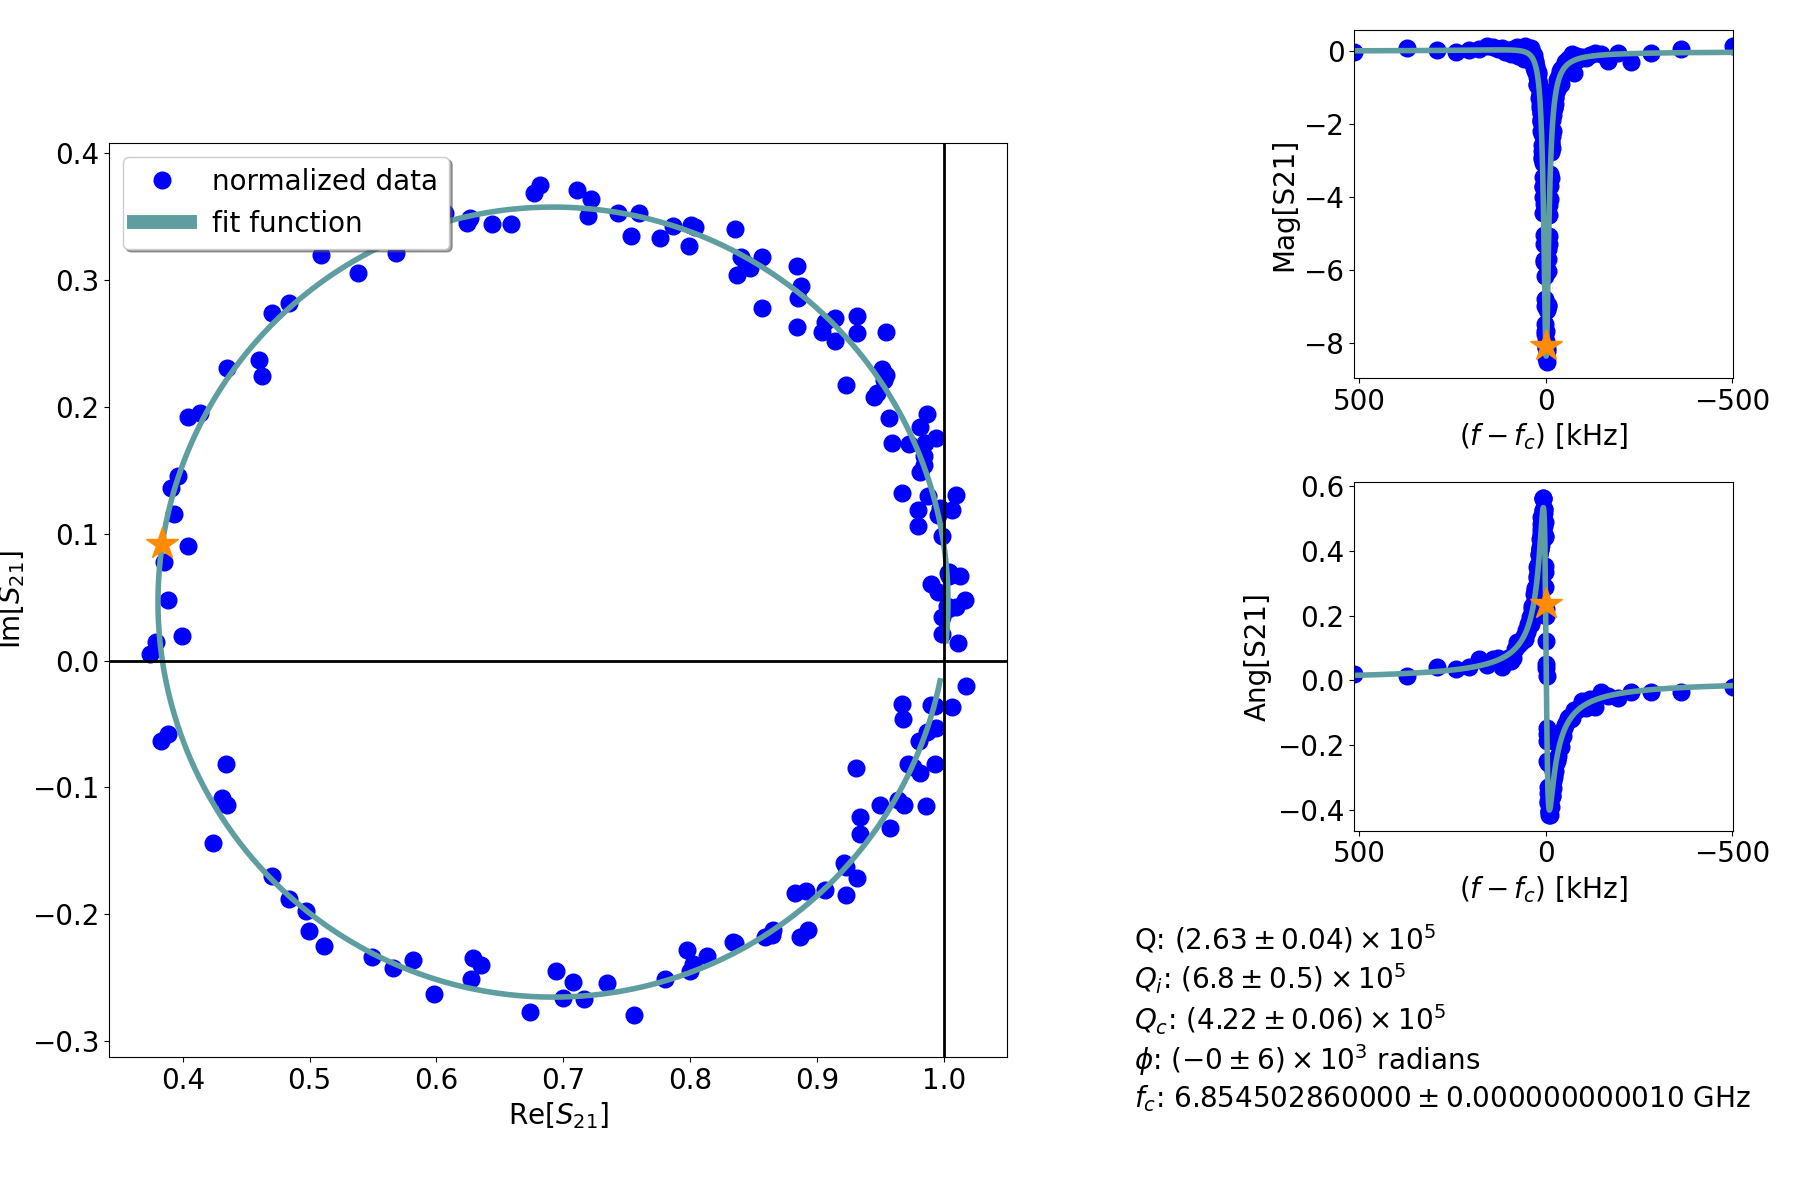 normalized data
fit function
0.4
0.3
0.2
0.1
0.0
−0.1
−0.2
−0.3
Im[S21]
0.4 0.5 0.6 0.7 0.8 0.9 1.0
Re[S21]
0
−2
−4
−6
−8
Mag[S21]
500 0 −500
(f − fc) [kHz]
0.6
0.4
0.2
0.0
−0.2
−0.4
Ang[S21]
500 0 −500
(f − fc) [kHz]
Q: (2.63 ± 0.04) × 10^5
Qi: (6.8 ± 0.5) × 10^5
Qc: (4.22 ± 0.06) × 10^5
ϕ: (−0 ± 6) × 10^3 radians
fc: 6.854502860000 ± 0.000000000010 GHz